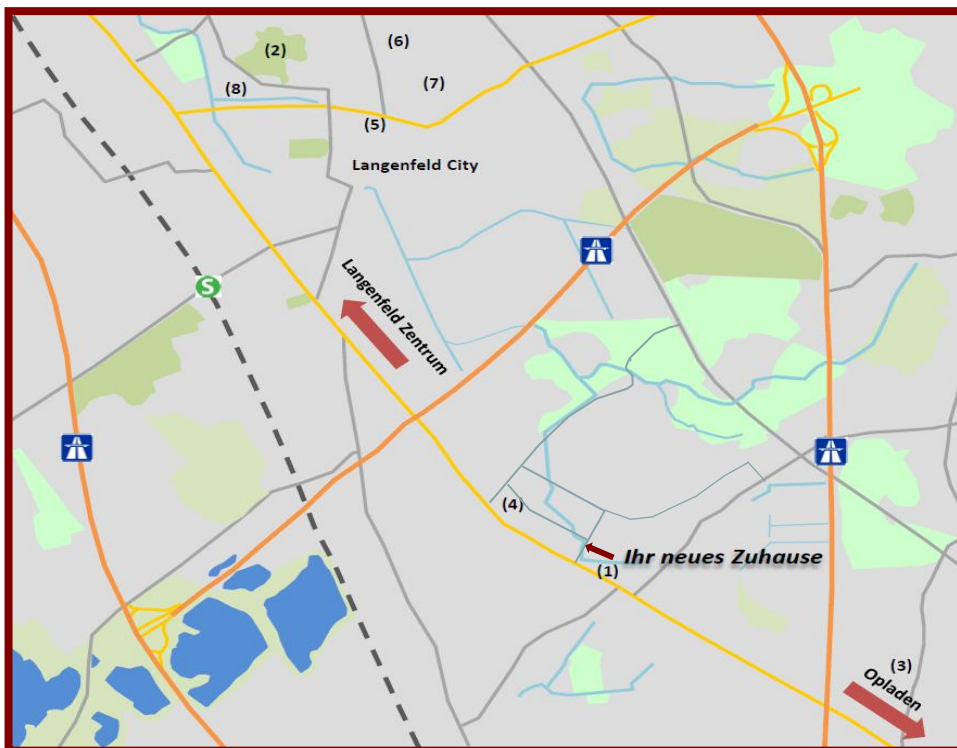 (6)
(2)
(7)
(8)
(5)
Langenfeld City
S
Langenfeld Zentrum
(4)
Ihr neues Zuhause
(1)
(3)
Opladen